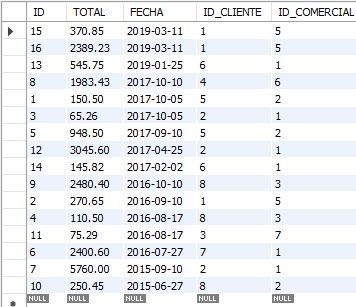 ID TOTAL FECHA ID_CLIENTE ID_COMERCIAL
15 370.85 2019-03-11 1 5
16 2389.23 2019-03-11 1 5
13 545.75 2019-01-25 6 1
8 1983.43 2017-10-10 4 6
1 150.50 2017-10-05 5 2
3 65.26 2017-10-05 2 1
5 948.50 2017-09-10 5 2
12 3045.60 2017-04-25 2 1
14 145.82 2017-02-02 6 1
9 2480.40 2016-10-10 8 3
2 270.65 2016-09-10 1 5
4 110.50 2016-08-17 8 3
11 75.29 2016-08-17 3 7
6 2400.60 2016-07-27 7 1
7 5760.00 2015-09-10 2 1
10 250.45 2015-06-27 8 2
NULL NULL NULL NULL NULL